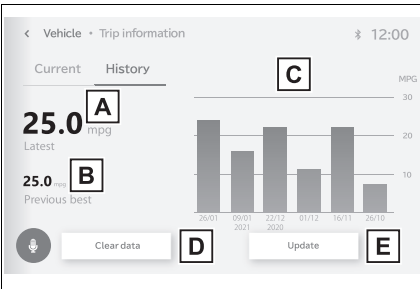 < Vehicle • Trip information 12:00
Current History
A
25.0 mpg
Latest
B
25.0 mpg
Previous best
C
MPG
30
20
10
26/01 09/01 22/12 01/12 16/11 26/10
2021 2020
Clear data D Update E